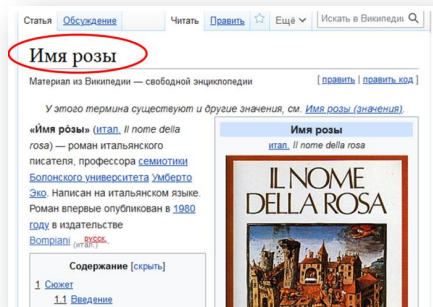 Статья Обсуждение Читать Править Ещё Искать в Википедии
Имя розы
Материал из Википедии — свободной энциклопедии [ править | править код ]
У этого термина существуют и другие значения, см. Имя розы (значения).
«И́мя ро́зы» (итал. Il nome della
rosa) — роман итальянского
писателя, профессора семиотики
Болонского университета Умберто
Эко. Написан на итальянском языке.
Роман впервые опубликован в 1980
году в издательстве
Bompiani (итал.) русск.
Содержание [скрыть]
1 Сюжет
1.1 Введение
Имя розы
итал. Il nome della rosa
IL NOME
DELLA ROSA